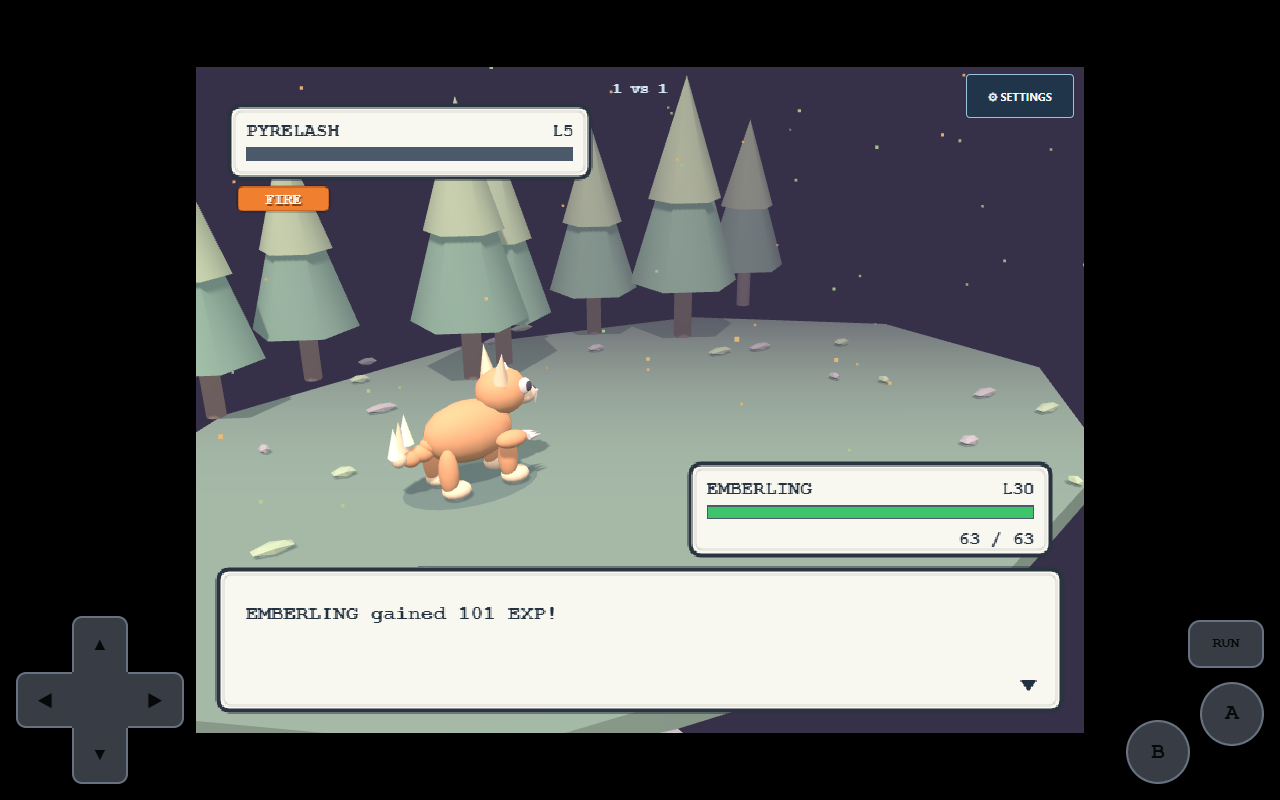 1 vs 1
⚙ SETTINGS
PYRELASH L5
FIRE
EMBERLING L30
63 / 63
EMBERLING gained 101 EXP!
RUN
A
B